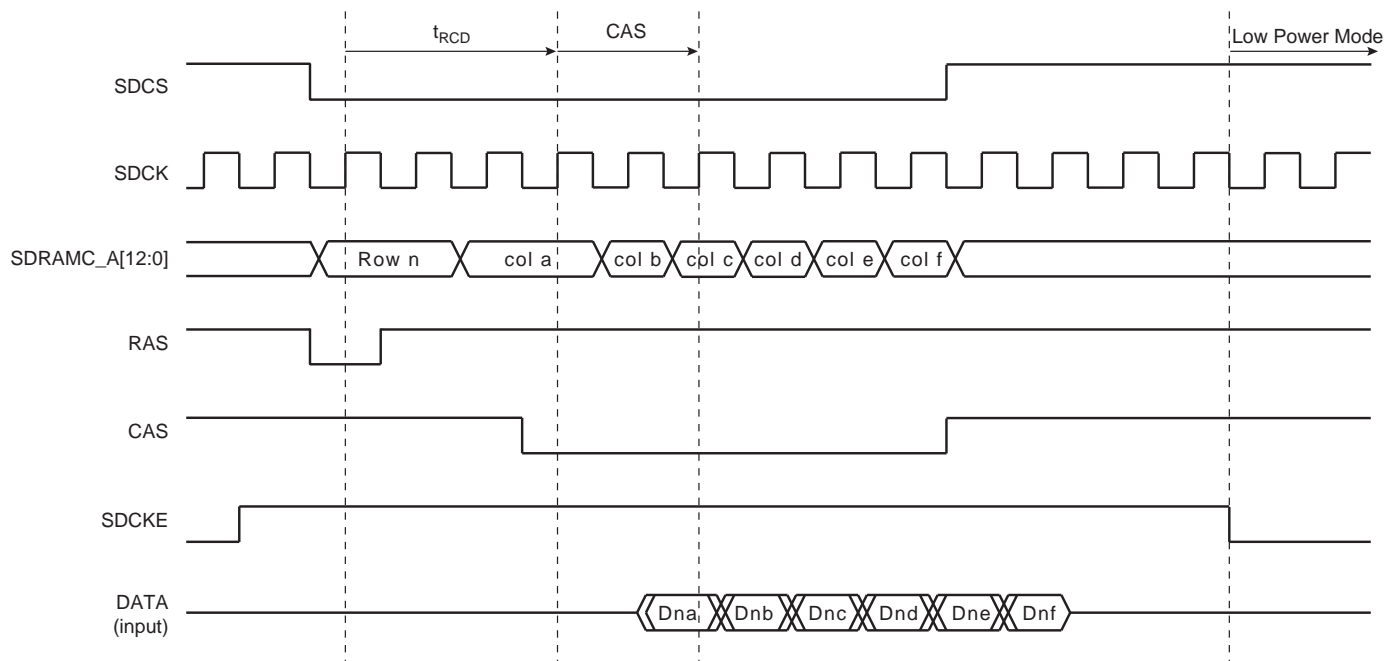 tRCD
CAS
Low Power Mode
SDCS
SDCK
SDRAMC_A[12:0]
Row n
col a
col b
col c
col d
col e
col f
RAS
CAS
SDCKE
DATA
(input)
Dna
Dnb
Dnc
Dnd
Dne
Dnf